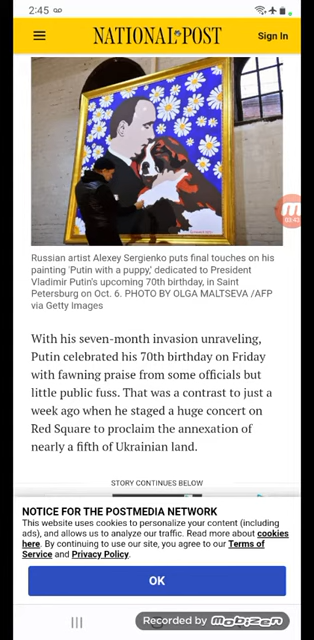 2:45
NATIONAL POST
Sign In
Russian artist Alexey Sergienko puts final touches on his
painting 'Putin with a puppy,' dedicated to President
Vladimir Putin's upcoming 70th birthday, in Saint
Petersburg on Oct. 6. PHOTO BY OLGA MALTSEVA /AFP
via Getty Images
With his seven-month invasion unraveling,
Putin celebrated his 70th birthday on Friday
with fawning praise from some officials but
little public fuss. That was a contrast to just a
week ago when he staged a huge concert on
Red Square to proclaim the annexation of
nearly a fifth of Ukrainian land.
STORY CONTINUES BELOW
NOTICE FOR THE POSTMEDIA NETWORK
This website uses cookies to personalize your content (including
ads), and allows us to analyze our traffic. Read more about cookies
here. By continuing to use our site, you agree to our Terms of
Service and Privacy Policy.
OK
Recorded by mobizen